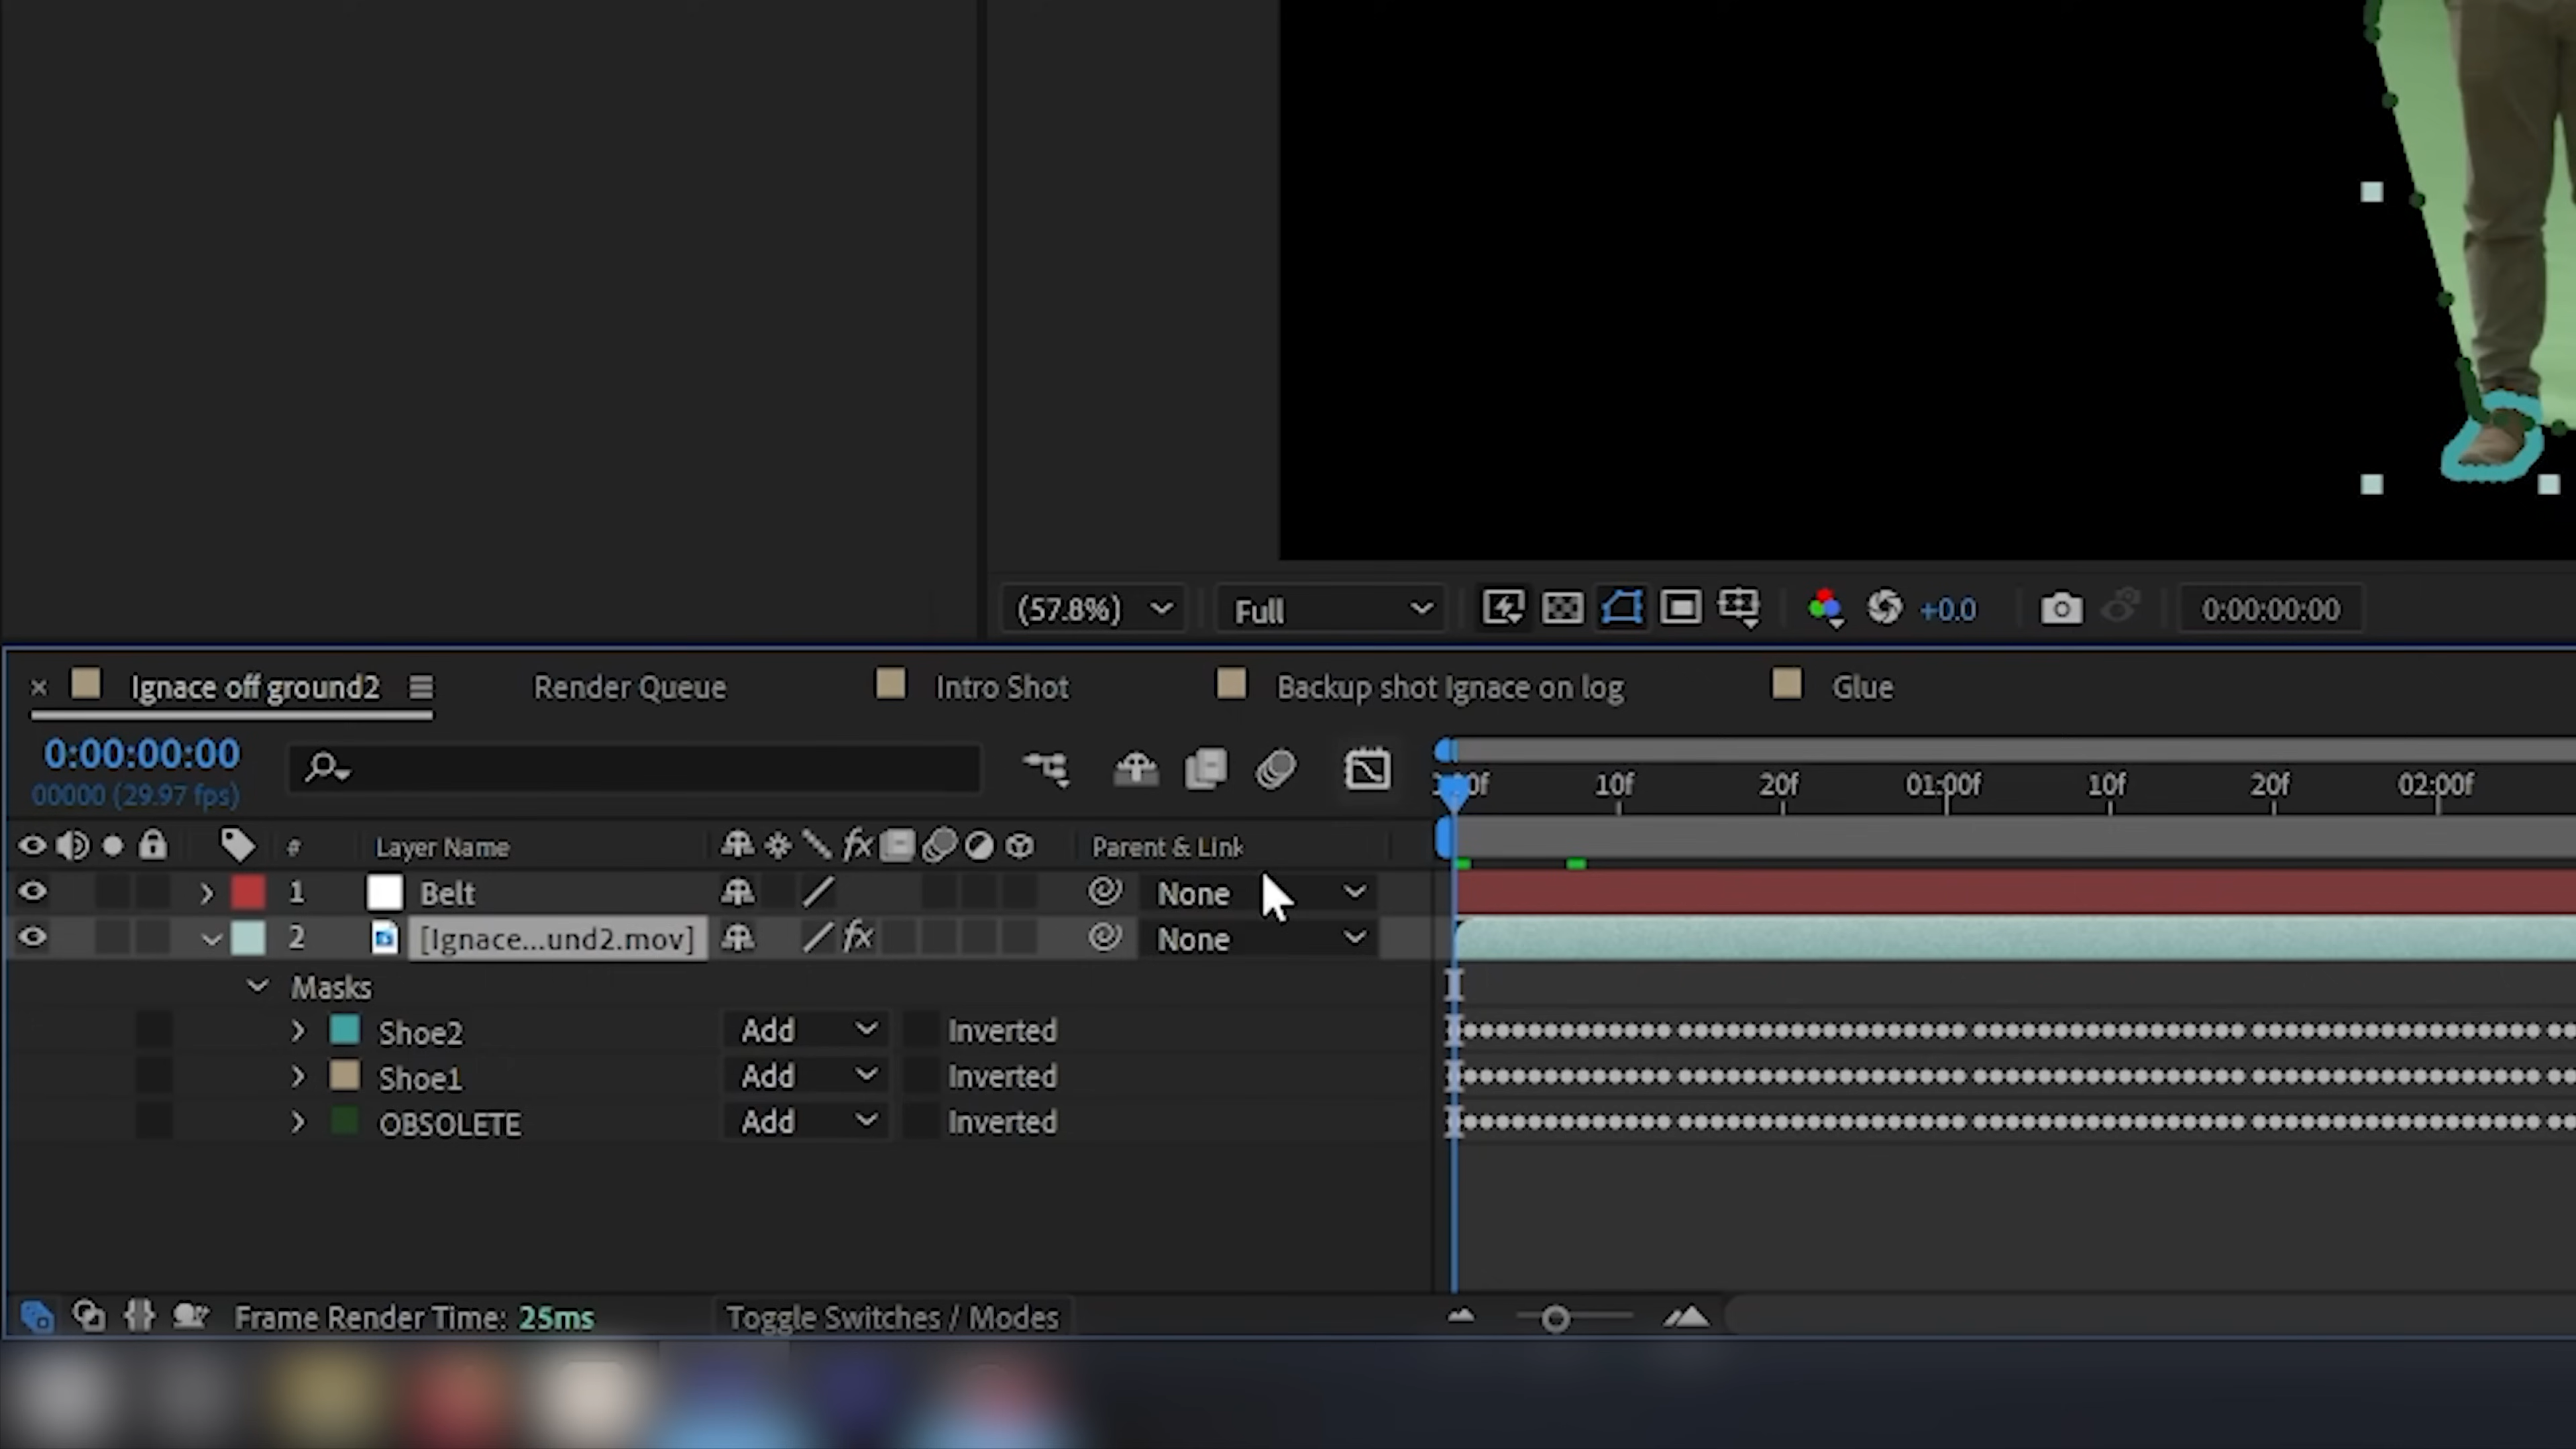 (57.8%) Full +0.0 0:00:00:00
× Ignace off ground2 Render Queue Intro Shot Backup shot Ignace on log Glue
0:00:00:00
00000 (29.97 fps)
10f 20f 01:00f 10f 20f 02:00f
# Layer Name fx Parent & Link
1 Belt None
2 [Ignace...und2.mov] fx None
Masks
Shoe2 Add Inverted
Shoe1 Add Inverted
OBSOLETE Add Inverted
Frame Render Time: 25ms Toggle Switches / Modes